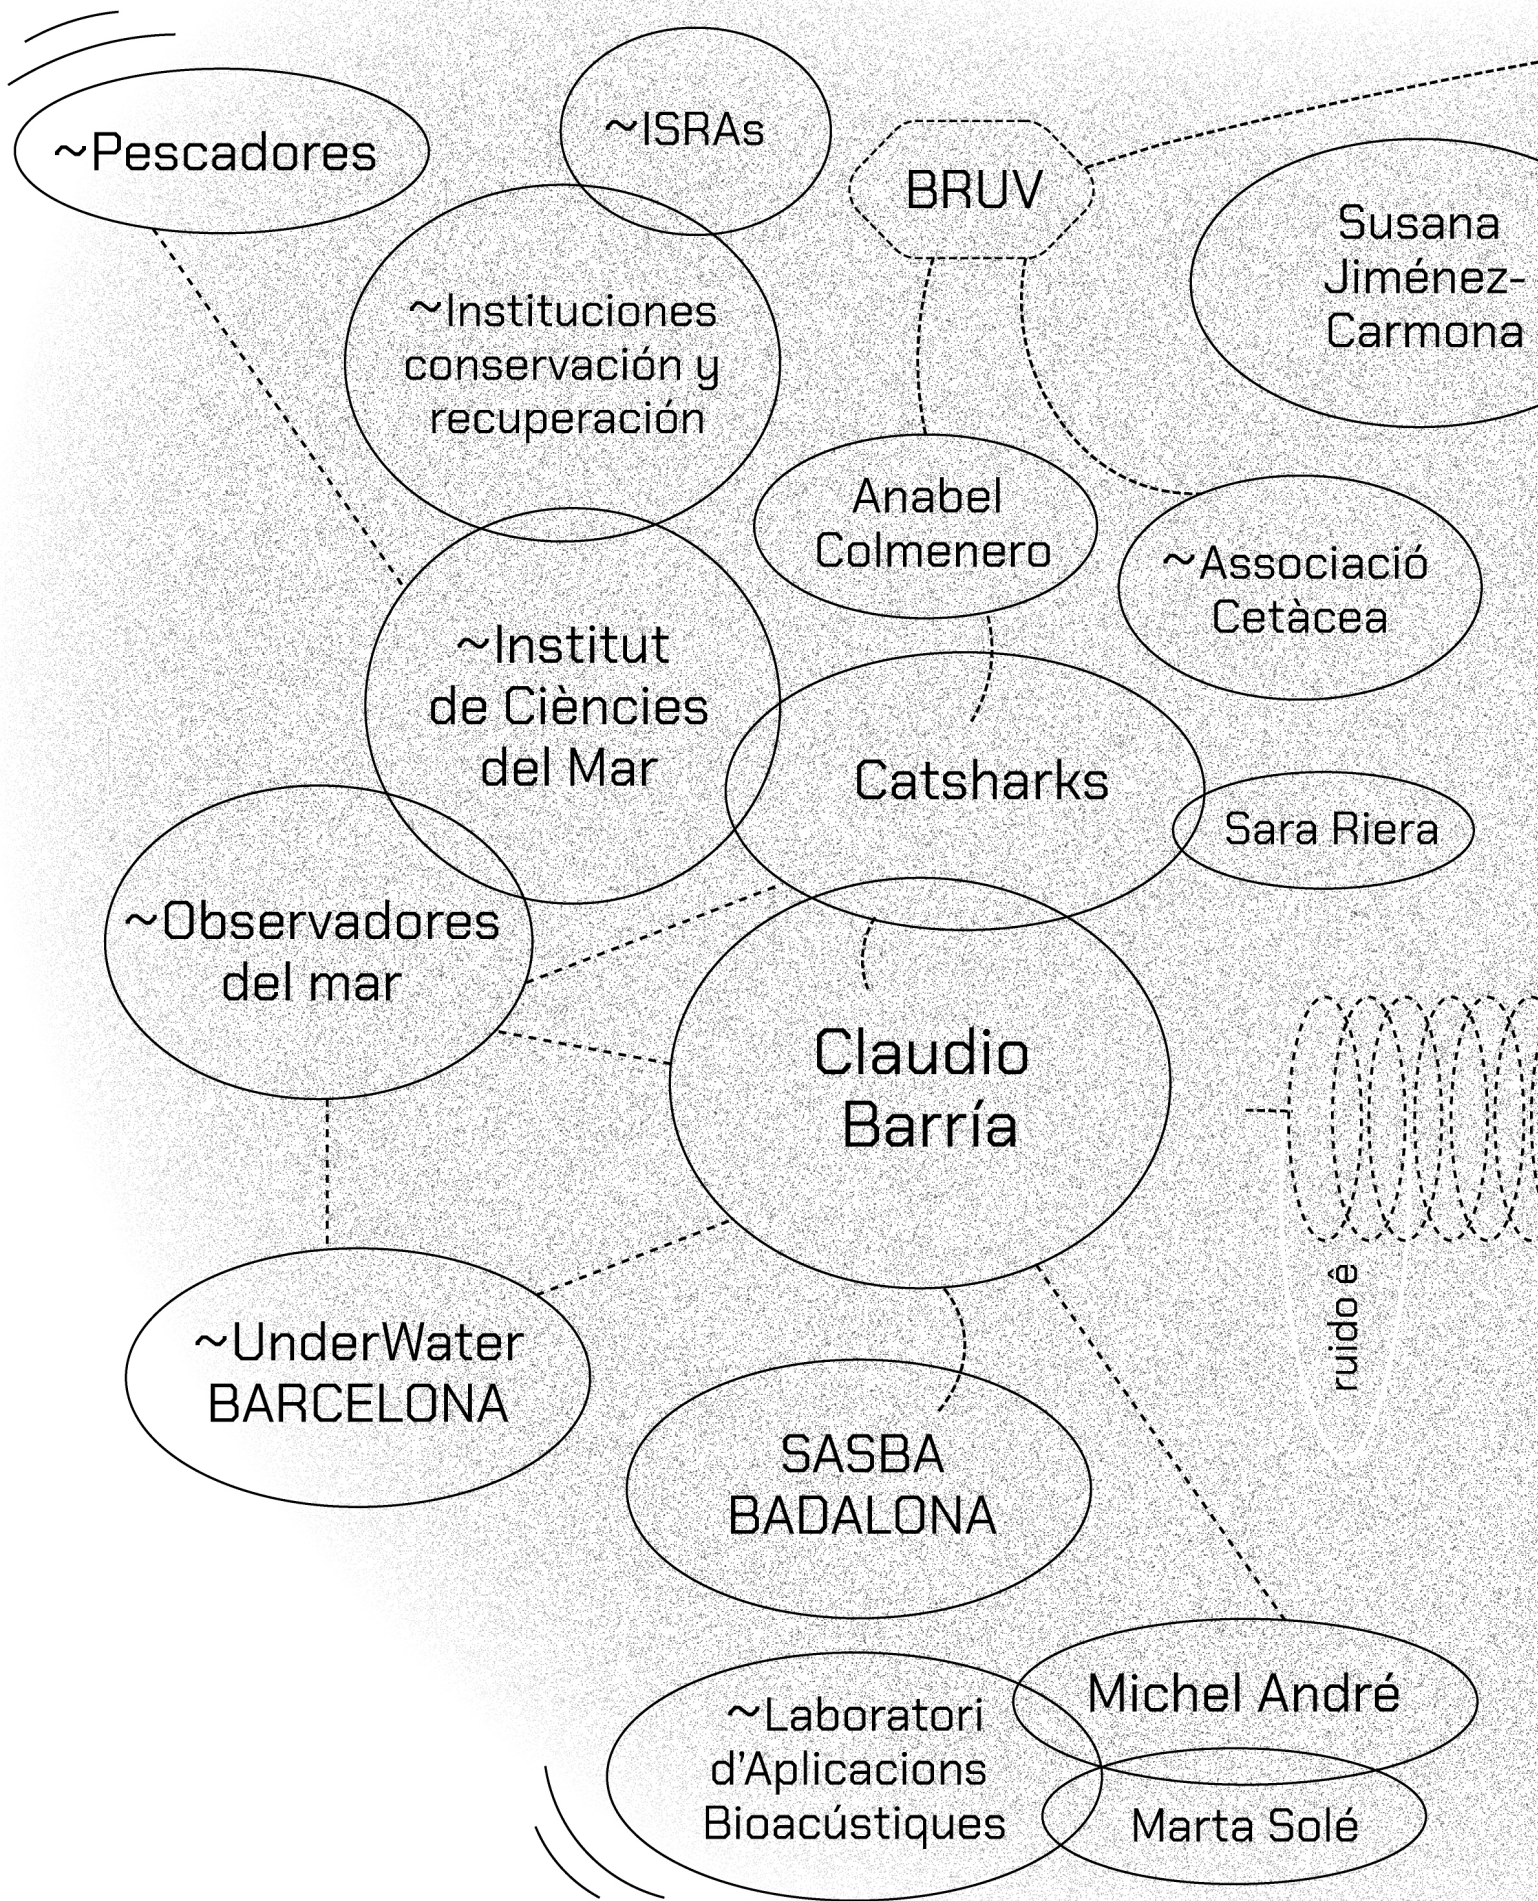 ~Pescadores
~ISRAs
BRUV
Susana
Jiménez-
Carmona
~Instituciones
conservación y
recuperación
Anabel
Colmenero
~Associació
Cetàcea
~Institut
de Ciències
del Mar
Catsharks
Sara Riera
~Observadores
del mar
Claudio
Barría
ruido ê
~UnderWater
BARCELONA
SASBA
BADALONA
Michel André
~Laboratori
d'Aplicacions
Bioacústiques
Marta Solé